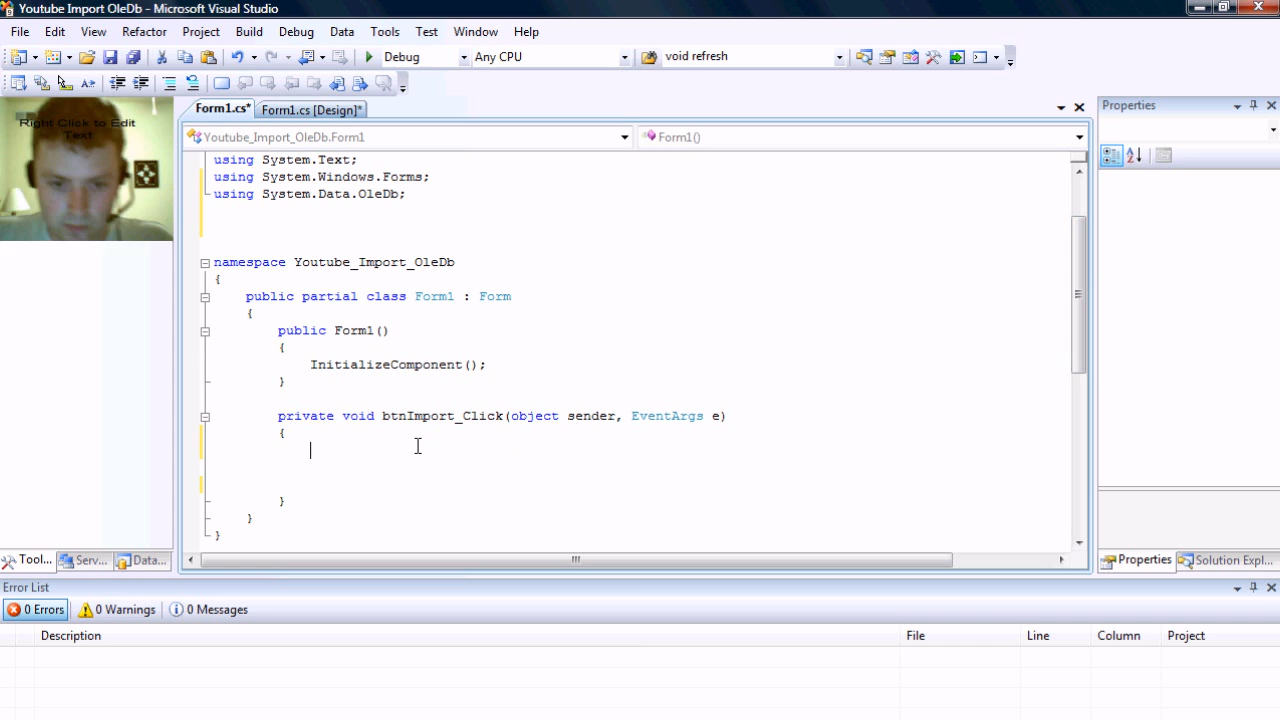 Youtube Import OleDb - Microsoft Visual Studio
File Edit View Refactor Project Build Debug Data Tools Test Window Help
Debug Any CPU void refresh
Form1.cs* Form1.cs [Design]* Properties
Right Click to Edit
Text
Youtube_Import_OleDb.Form1 Form1()
using System.Text;
using System.Windows.Forms;
using System.Data.OleDb;
namespace Youtube_Import_OleDb
{
public partial class Form1 : Form
{
public Form1()
{
InitializeComponent();
}
private void btnImport_Click(object sender, EventArgs e)
{
}
}
}
Tool... Serv... Data... Properties Solution Expl...
Error List
0 Errors 0 Warnings 0 Messages
Description File Line Column Project